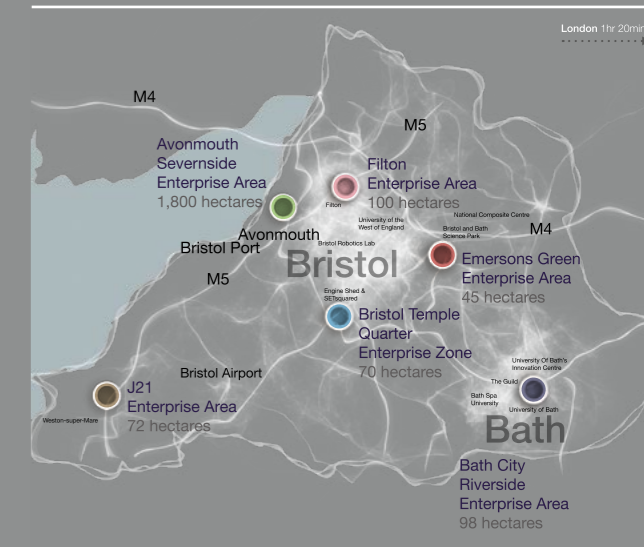 London 1hr 20min
M4
M5
Avonmouth
Severnside
Enterprise Area
1,800 hectares
Filton
Enterprise Area
100 hectares
Filton
University of the
West of England
National Composite Centre
Bristol and Bath
Science Park
M4
Avonmouth
Bristol Port
Bristol Robotics Lab
Bristol
M5
Emersons Green
Enterprise Area
45 hectares
Engine Shed &
SETsquared
Bristol Temple
Quarter
Enterprise Zone
70 hectares
Bristol Airport
J21
Enterprise Area
72 hectares
Weston-super-Mare
University Of Bath's
Innovation Centre
The Guild
Bath Spa
University
University of Bath
Bath
Bath City
Riverside
Enterprise Area
98 hectares